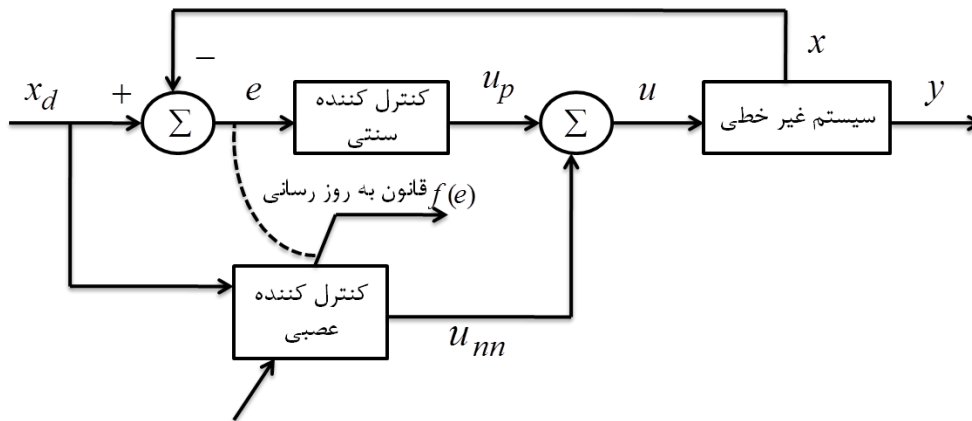 x
−
x_d
+
Σ
e
کنترل کننده
سنتی
u_p
Σ
u
سیستم غیر خطی
y
قانون به روز رسانی f(e)
کنترل کننده
عصبی
u_nn